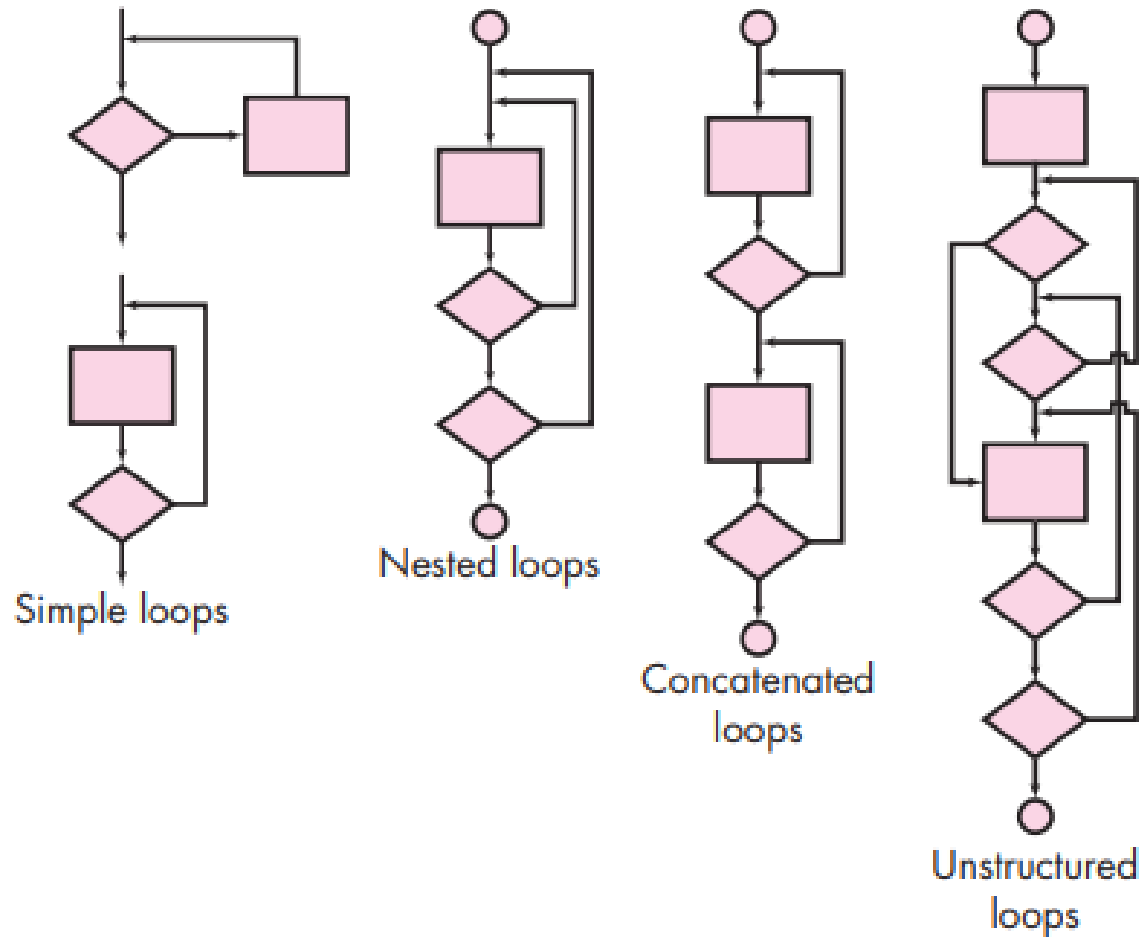 Simple loops
Nested loops
Concatenated
loops
Unstructured
loops